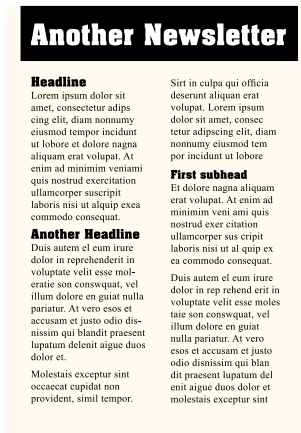 Another Newsletter
Headline
Lorem ipsum dolor sit
amet, consectetur adips
cing elit, diam nonnumy
eiusmod tempor incidunt
ut lobore et dolore nagna
aliquam erat volupat. At
enim ad minimim veniami
quis nostrud exercitation
ullamcorper suscripit
laboris nisi ut alquip exea
commodo consequat.
Another Headline
Duis autem el eum irure
dolor in reprehenderit in
voluptate velit esse mol-
eratie son conswquat, vel
illum dolore en guiat nulla
pariatur. At vero esos et
accusam et justo odio dis-
nissim qui blandit praesent
lupatum delenit aigue duos
dolor et.
Molestais exceptur sint
occaecat cupidat non
provident, simil tempor.
Sirt in culpa qui officia
deserunt aliquan erat
volupat. Lorem ipsum
dolor sit amet, consec
tetur adipscing elit, diam
nonnumy eiusmod tem
por incidunt ut lobore
First subhead
Et dolore nagna aliquam
erat volupat. At enim ad
minimim veni ami quis
nostrud exer citation
ullamcorper sus cripit
laboris nisi ut al quip ex
ea commodo consequat.
Duis autem el eum irure
dolor in rep rehend erit in
voluptate velit esse moles
taie son conswquat, vel
illum dolore en guiat
nulla pariatur. At vero
esos et accusam et justo
odio disnissim qui blan
dit praesent lupatum del
enit aigue duos dolor et
molestais exceptur sint